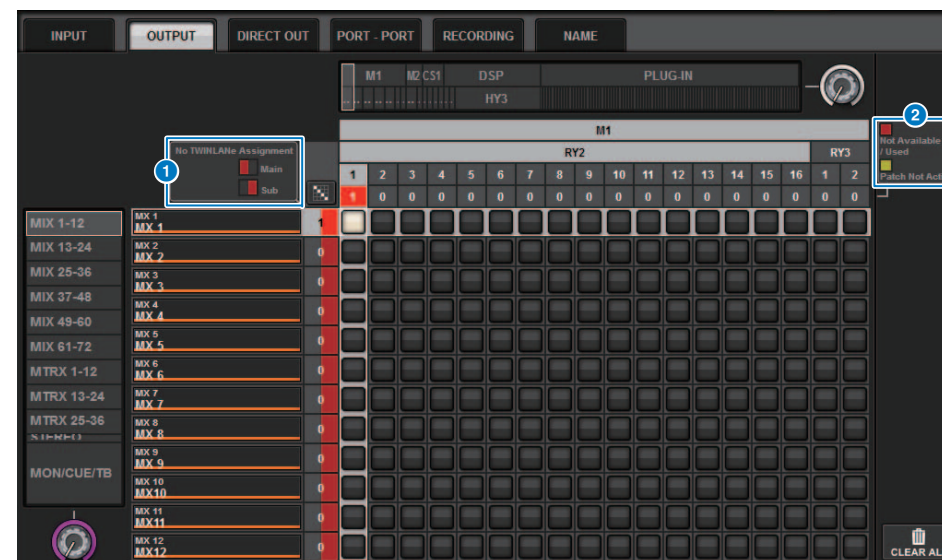 INPUT OUTPUT DIRECT OUT PORT - PORT RECORDING NAME
M1 M2 CS1 DSP PLUG-IN
HY3
2
M1
Not Available
/ Used
No TWINLANe Assignment
RY2 RY3
1
Main
Patch Not Acti
1 2 3 4 5 6 7 8 9 10 11 12 13 14 15 16 1 2
Sub
1 0 0 0 0 0 0 0 0 0 0 0 0 0 0 0 0 0
MIX 1-12
MIX 13-24
MIX 25-36
MIX 37-48
MIX 49-60
MIX 61-72
MTRX 1-12
MTRX 13-24
MTRX 25-36
STEREO
MON/CUE/TB
MX 1
MX 1 1
MX 2
MX 2 0
MX 3
MX 3 0
MX 4
MX 4 0
MX 5
MX 5 0
MX 6
MX 6 0
MX 7
MX 7 0
MX 8
MX 8 0
MX 9
MX 9 0
MX 10
MX10 0
MX 11
MX11 0
MX 12
MX12 0
CLEAR AL